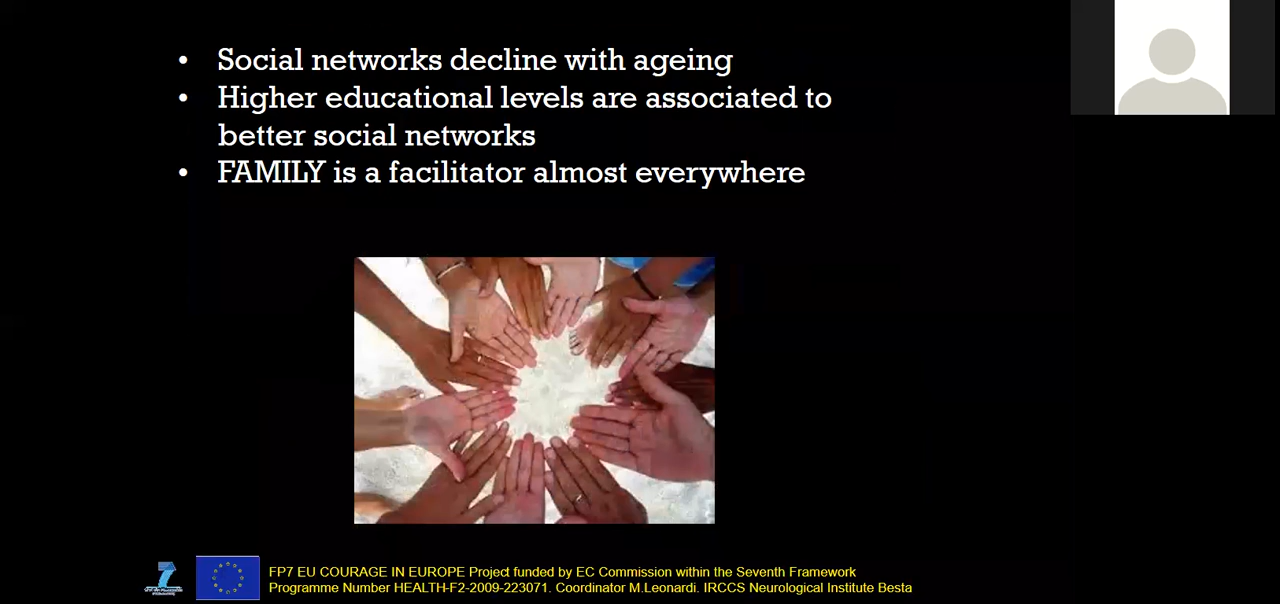 • Social networks decline with ageing
• Higher educational levels are associated to
better social networks
• FAMILY is a facilitator almost everywhere
FP7 EU COURAGE IN EUROPE Project funded by EC Commission within the Seventh Framework
Programme Number HEALTH-F2-2009-223071. Coordinator M.Leonardi. IRCCS Neurological Institute Besta